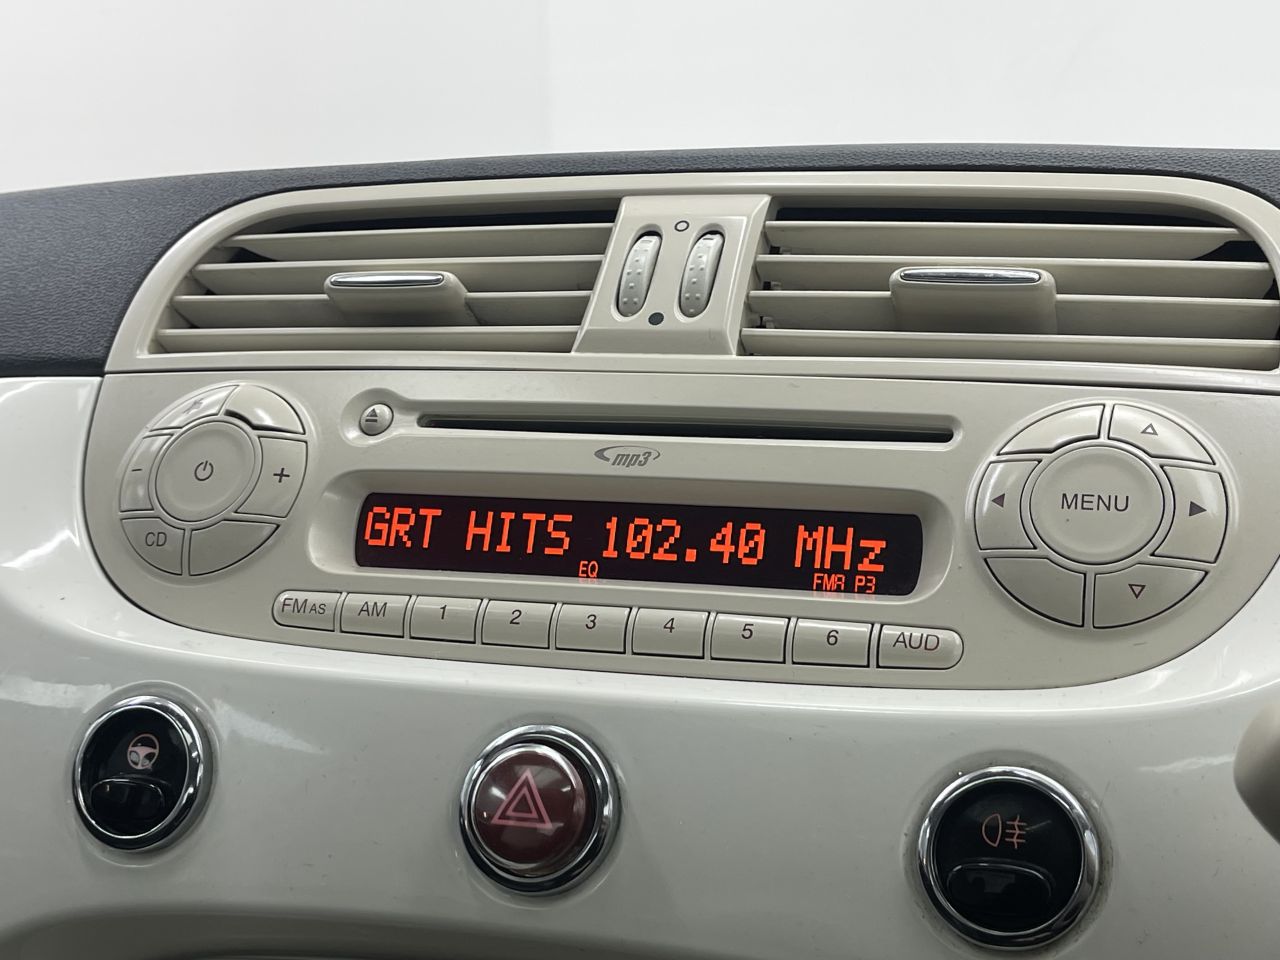 mp3
GRT HITS 102.40 MHz
EQ FMA P3
MENU
CD
FM AS AM 1 2 3 4 5 6 AUD